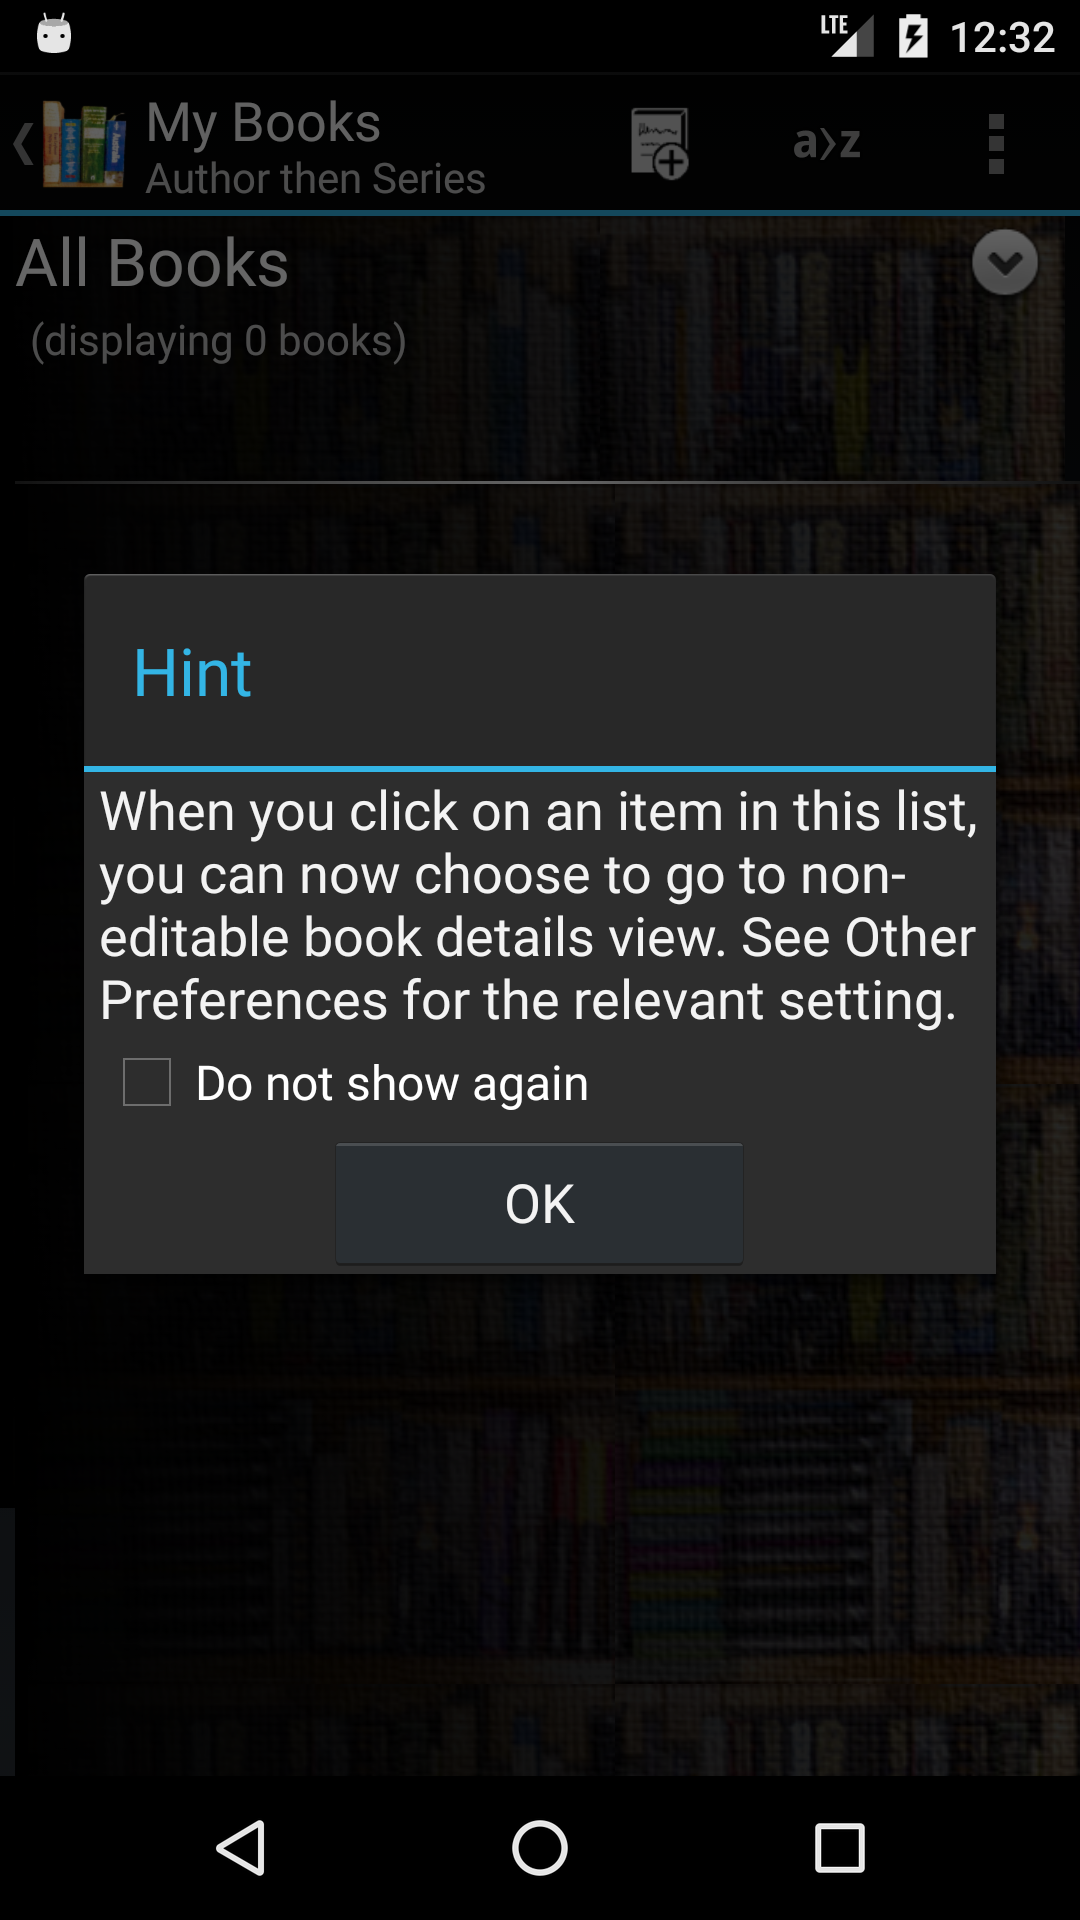 LTE 12:32
My Books
Author then Series
a›z
All Books
(displaying 0 books)
Hint
When you click on an item in this list,
you can now choose to go to non-
editable book details view. See Other
Preferences for the relevant setting.
Do not show again
OK